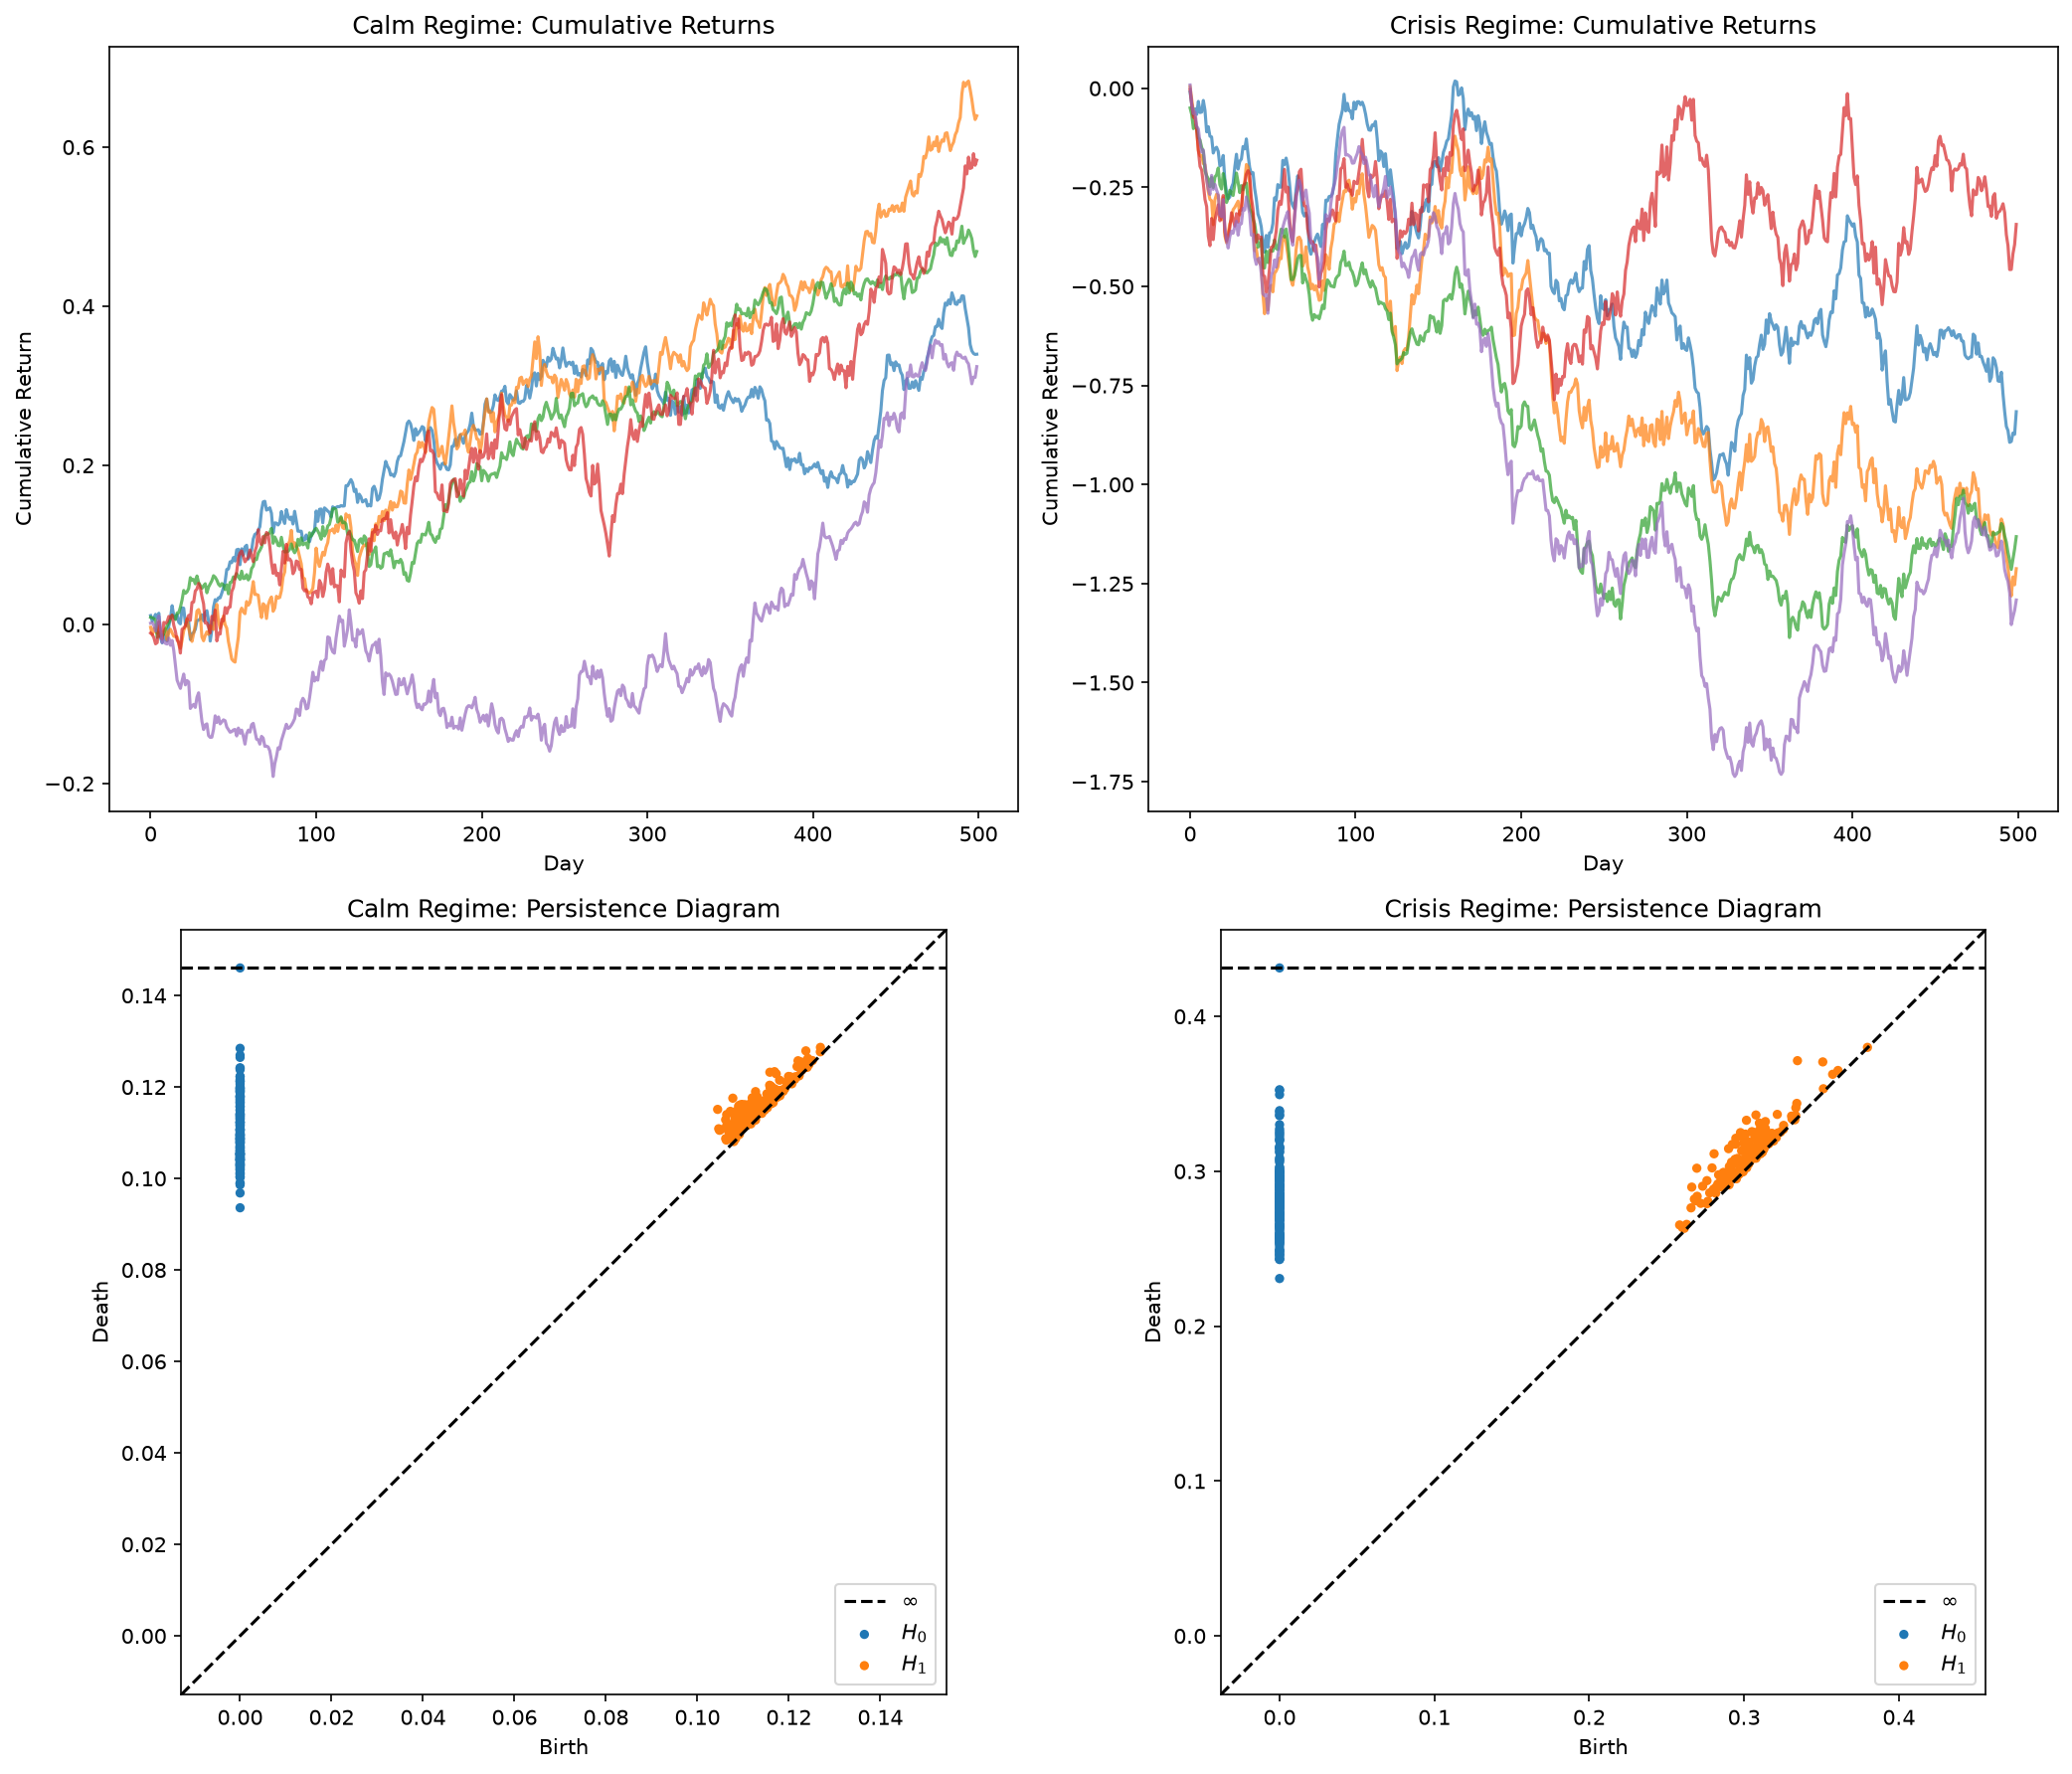 Calm Regime: Cumulative Returns
Cumulative Return
0.6
0.4
0.2
0.0
−0.2
0 100 200 300 400 500
Day
Crisis Regime: Cumulative Returns
Cumulative Return
0.00
−0.25
−0.50
−0.75
−1.00
−1.25
−1.50
−1.75
0 100 200 300 400 500
Day
Calm Regime: Persistence Diagram
Death
0.14
0.12
0.10
0.08
0.06
0.04
0.02
0.00
0.00 0.02 0.04 0.06 0.08 0.10 0.12 0.14
Birth
∞
H₀
H₁
Crisis Regime: Persistence Diagram
Death
0.4
0.3
0.2
0.1
0.0
0.0 0.1 0.2 0.3 0.4
Birth
∞
H₀
H₁